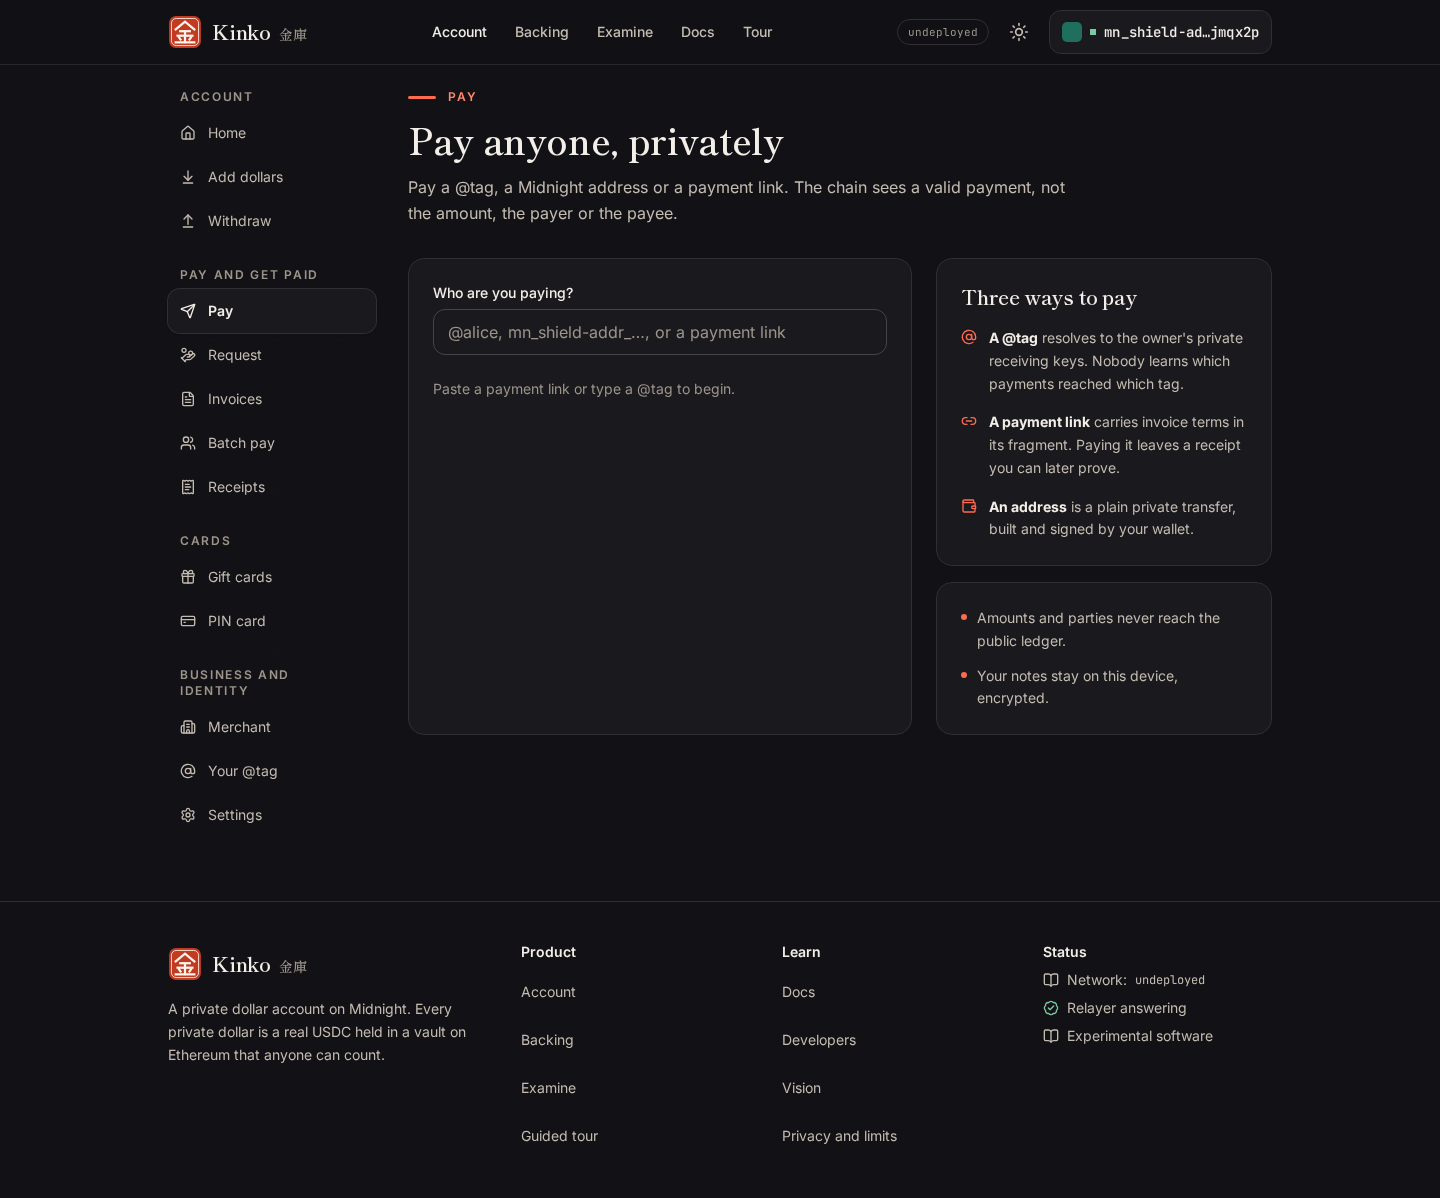 金 Kinko 金庫
Account Backing Examine Docs Tour
undeployed
mn_shield-ad…jmqx2p
ACCOUNT
Home
Add dollars
Withdraw
PAY AND GET PAID
Pay
Request
Invoices
Batch pay
Receipts
CARDS
Gift cards
PIN card
BUSINESS AND
IDENTITY
Merchant
Your @tag
Settings
PAY
Pay anyone, privately
Pay a @tag, a Midnight address or a payment link. The chain sees a valid payment, not
the amount, the payer or the payee.
Who are you paying?
@alice, mn_shield-addr_…, or a payment link
Paste a payment link or type a @tag to begin.
Three ways to pay
A @tag resolves to the owner's private
receiving keys. Nobody learns which
payments reached which tag.
A payment link carries invoice terms in
its fragment. Paying it leaves a receipt
you can later prove.
An address is a plain private transfer,
built and signed by your wallet.
Amounts and parties never reach the
public ledger.
Your notes stay on this device,
encrypted.
金 Kinko 金庫
A private dollar account on Midnight. Every
private dollar is a real USDC held in a vault on
Ethereum that anyone can count.
Product
Account
Backing
Examine
Guided tour
Learn
Docs
Developers
Vision
Privacy and limits
Status
Network: undeployed
Relayer answering
Experimental software